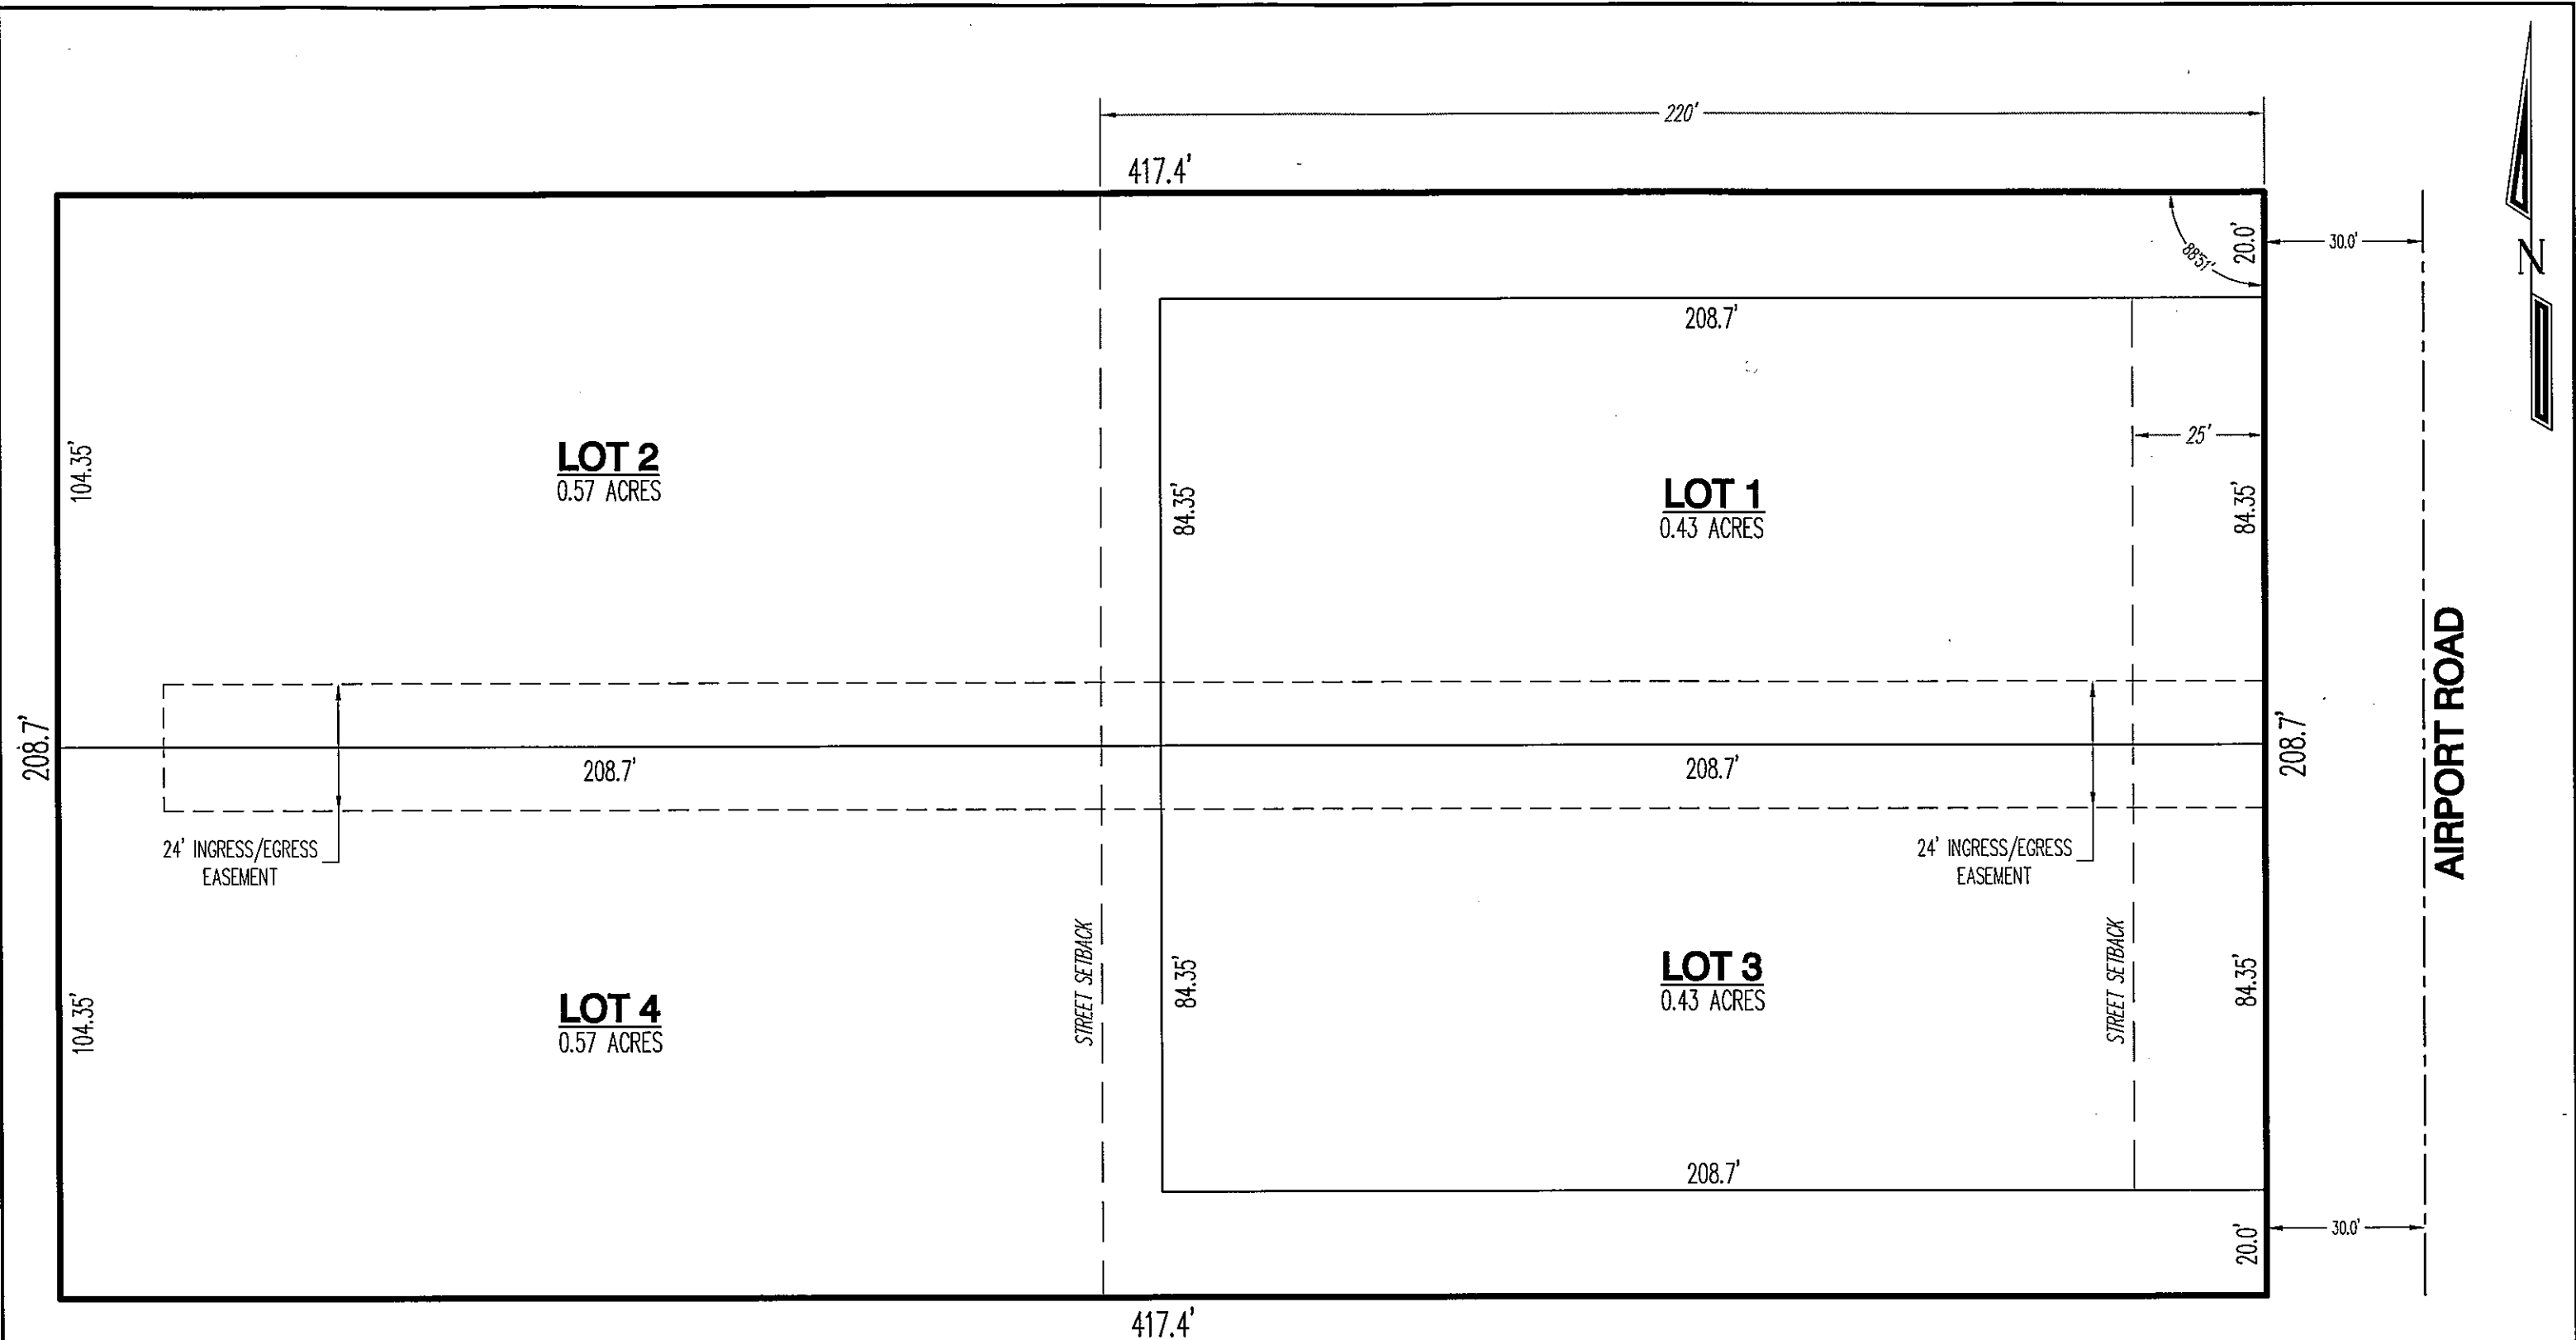 220'
417.4'
20.0'
30.0'
N
88°51'
208.7'
25'
LOT 2
0.57 ACRES
104.35'
LOT 1
0.43 ACRES
84.35'
84.35'
AIRPORT ROAD
208.7'
208.7'
208.7'
208.7'
24' INGRESS/EGRESS
EASEMENT
24' INGRESS/EGRESS
EASEMENT
STREET SETBACK
STREET SETBACK
LOT 4
0.57 ACRES
104.35'
LOT 3
0.43 ACRES
84.35'
84.35'
208.7'
20.0'
30.0'
417.4'